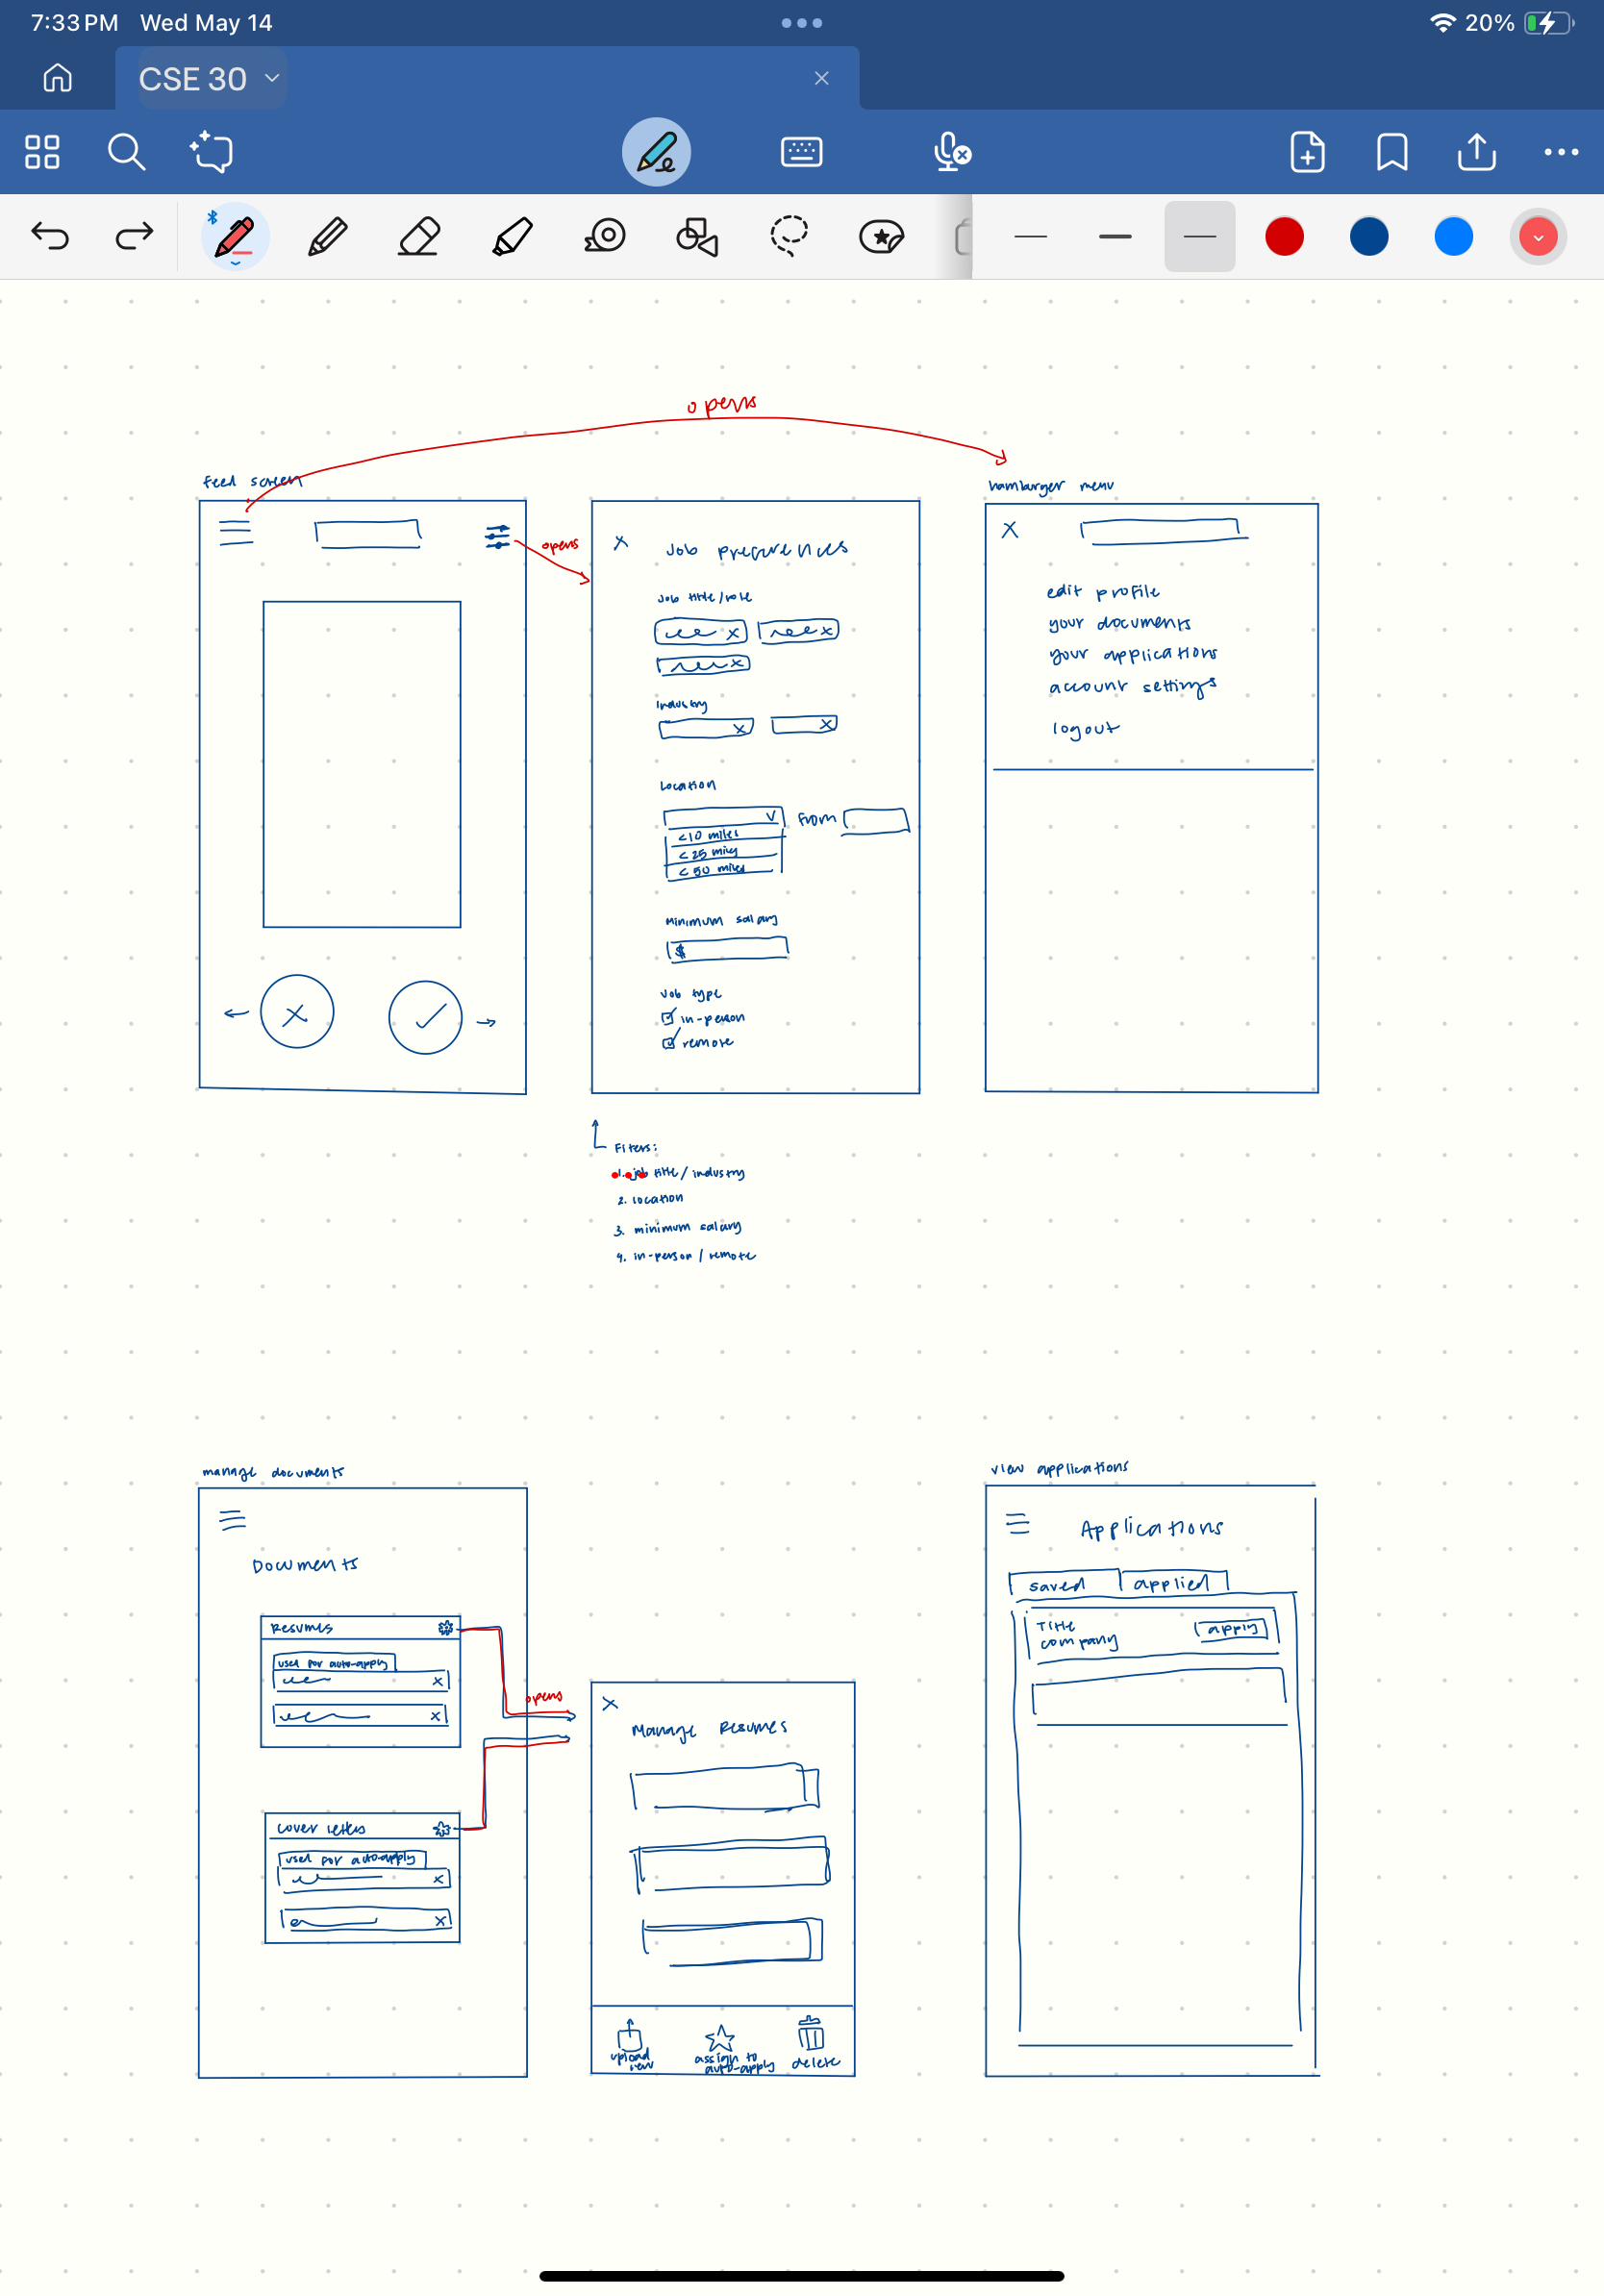 7:33 PM Wed May 14
20%
CSE 30
opens
feed screen
hamburger menu
opens
X
Job preferences
Job title/role
X
X
X
Industry
X
X
Location
V
from
<10 miles
<25 miles
<50 miles
Minimum salary
$
Job type
in-person
remote
X
edit profile
your documents
your applications
account settings
logout
X
Filters:
1. job title / industry
2. location
3. minimum salary
4. in-person / remote
manage documents
Documents
Resumes
used for auto-apply
X
X
opens
cover letters
used for auto-apply
X
X
X
Manage Resumes
upload new
assign to auto-apply
delete
view applications
Applications
saved
applied
Title
company
apply